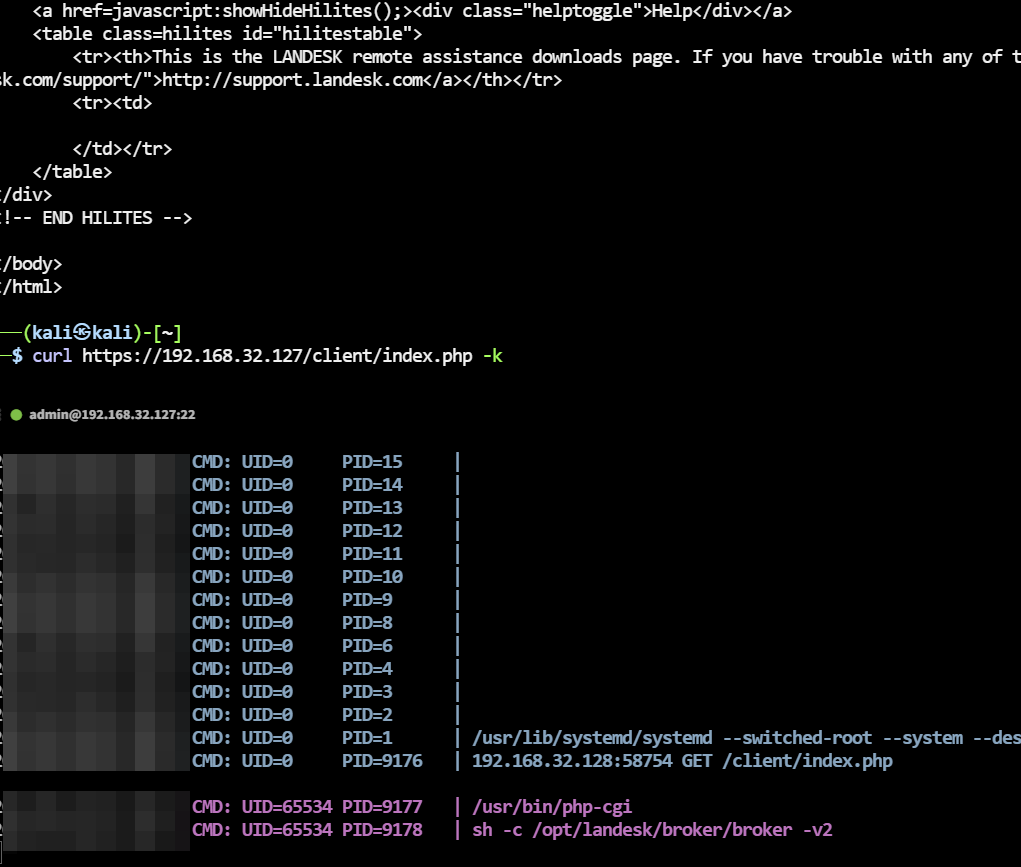 <a href=javascript:showHideHilites();><div class="helptoggle">Help</div></a>
<table class=hilites id="hilitestable">
<tr><th>This is the LANDESK remote assistance downloads page. If you have trouble with any of t
sk.com/support/">http://support.landesk.com</a></th></tr>
<tr><td>
</td></tr>
</table>
/div>
!-- END HILITES -->
/body>
/html>
──(kali㉿kali)-[~]
─$ curl https://192.168.32.127/client/index.php -k
admin@192.168.32.127:22
CMD: UID=0 PID=15 |
CMD: UID=0 PID=14 |
CMD: UID=0 PID=13 |
CMD: UID=0 PID=12 |
CMD: UID=0 PID=11 |
CMD: UID=0 PID=10 |
CMD: UID=0 PID=9 |
CMD: UID=0 PID=8 |
CMD: UID=0 PID=6 |
CMD: UID=0 PID=4 |
CMD: UID=0 PID=3 |
CMD: UID=0 PID=2 |
CMD: UID=0 PID=1 | /usr/lib/systemd/systemd --switched-root --system --des
CMD: UID=0 PID=9176 | 192.168.32.128:58754 GET /client/index.php
CMD: UID=65534 PID=9177 | /usr/bin/php-cgi
CMD: UID=65534 PID=9178 | sh -c /opt/landesk/broker/broker -v2